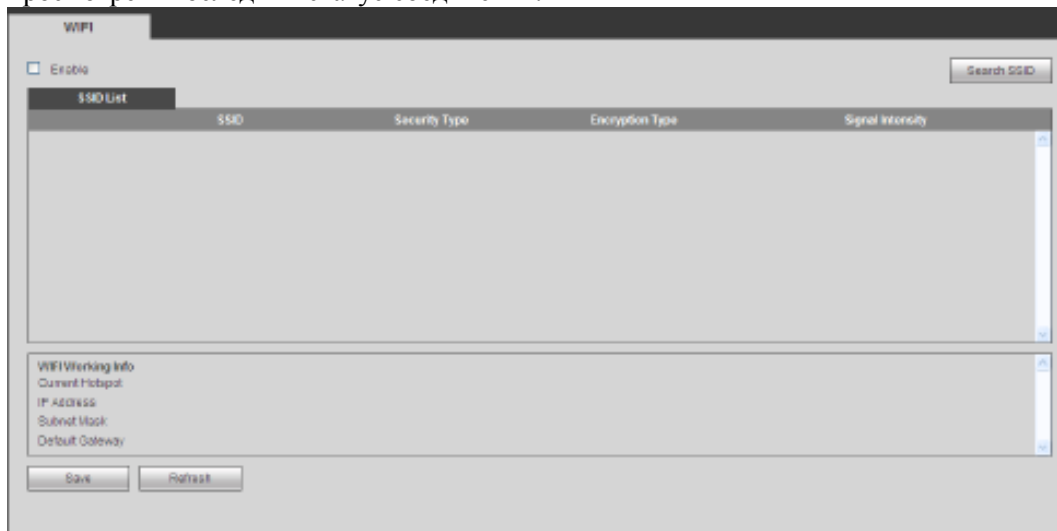 WIFI
Enable
Search SSID
SSID List
SSID Security Type Encryption Type Signal Intensity
WIFI Working Info
Current Hotspot
IP Address
Subnet Mask
Default Gateway
Save Refresh